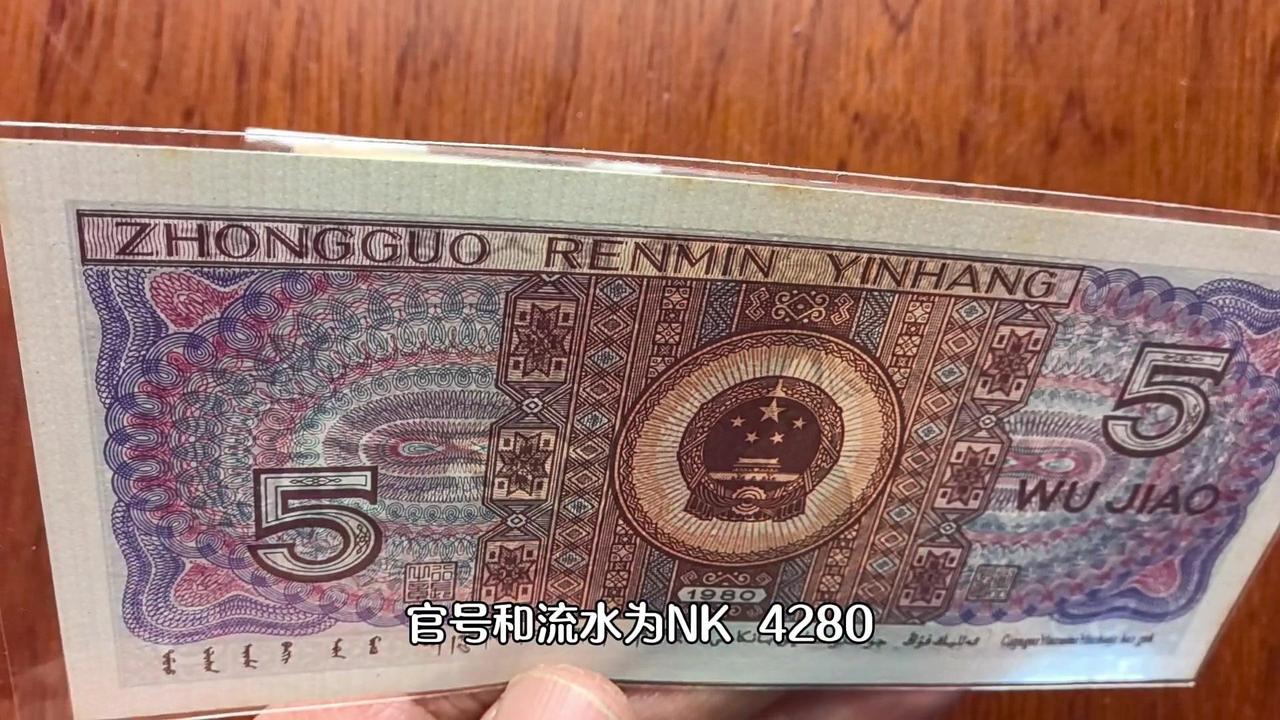 ZHONGGUO RENMIN YINHANG
5
WU JIAO
5
1980
官号和流水为NK 4280